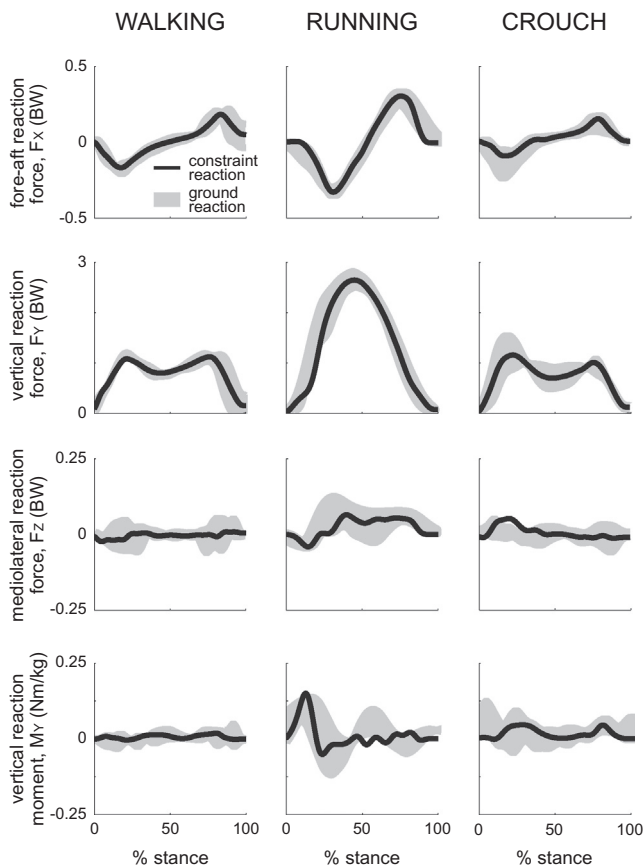 WALKING RUNNING CROUCH
fore-aft reaction
force, FX (BW)
0.5
0
-0.5
constraint
reaction
ground
reaction
vertical reaction
force, FY (BW)
3
0
mediolateral reaction
force, FZ (BW)
0.25
0
-0.25
vertical reaction
moment, MY (Nm/kg)
0.25
0
-0.25
0 50 100 0 50 100 0 50 100
% stance % stance % stance